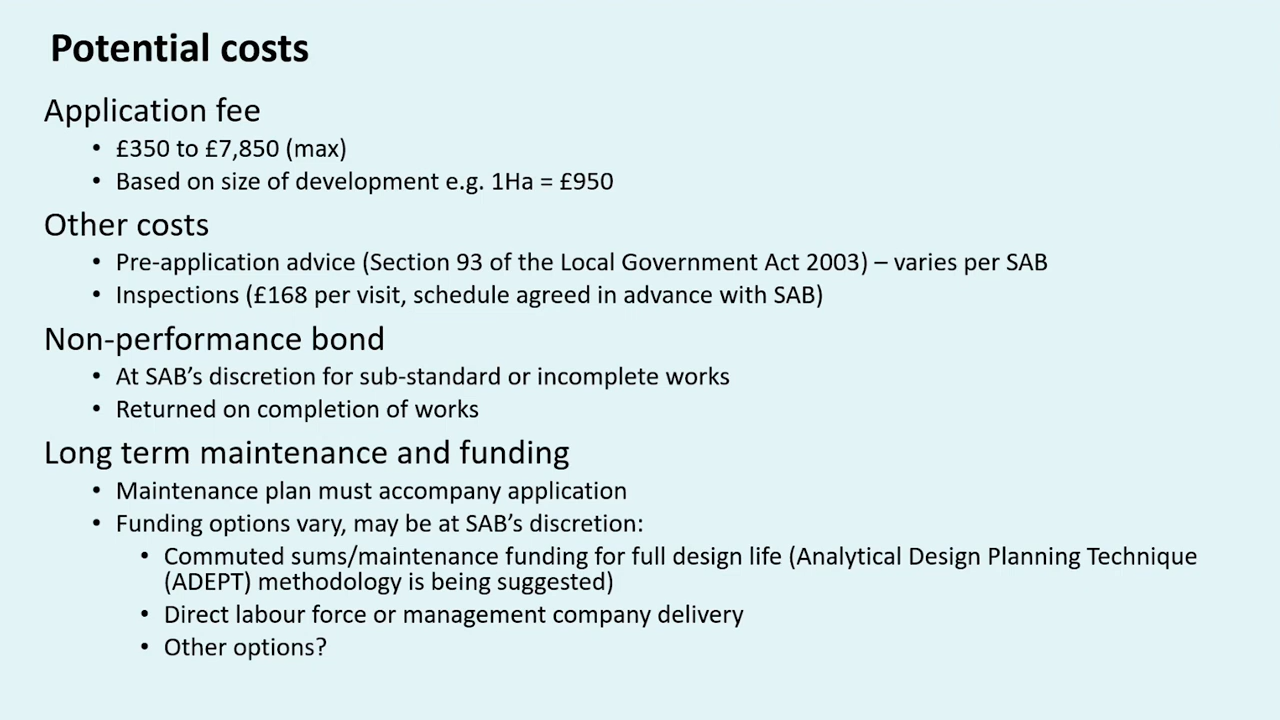 Potential costs
Application fee
• £350 to £7,850 (max)
• Based on size of development e.g. 1Ha = £950
Other costs
• Pre-application advice (Section 93 of the Local Government Act 2003) – varies per SAB
• Inspections (£168 per visit, schedule agreed in advance with SAB)
Non-performance bond
• At SAB’s discretion for sub-standard or incomplete works
• Returned on completion of works
Long term maintenance and funding
• Maintenance plan must accompany application
• Funding options vary, may be at SAB’s discretion:
• Commuted sums/maintenance funding for full design life (Analytical Design Planning Technique
(ADEPT) methodology is being suggested)
• Direct labour force or management company delivery
• Other options?